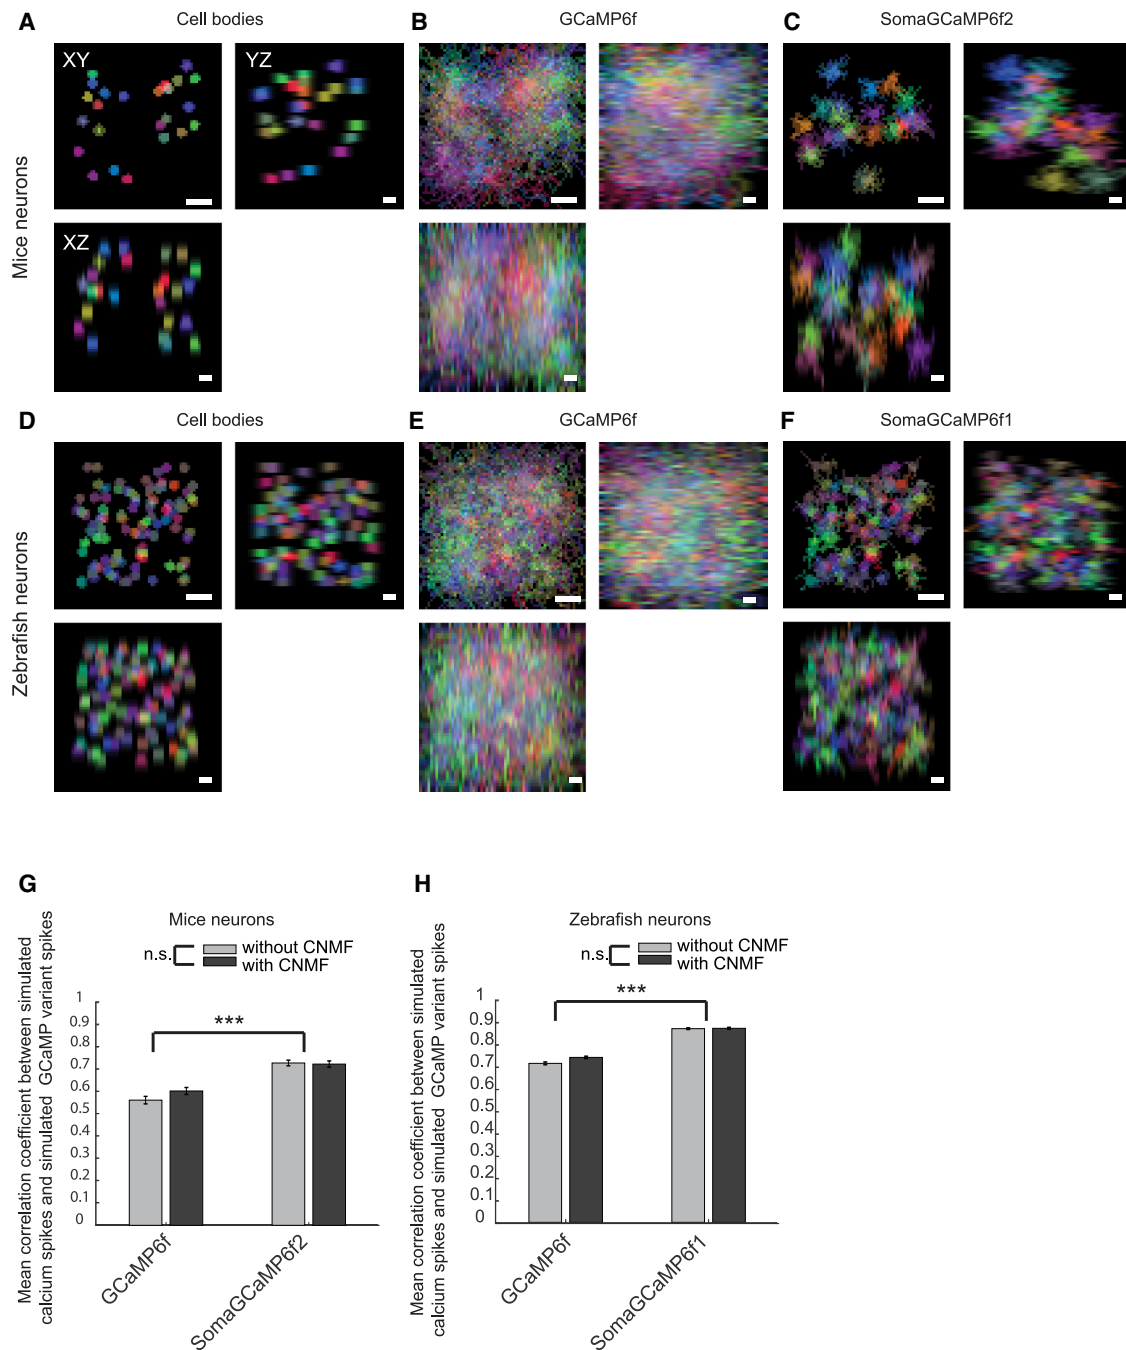 A
Cell bodies
B
GCaMP6f
C
SomaGCaMP6f2
Mice neurons
XY
YZ
XZ
D
Cell bodies
E
GCaMP6f
F
SomaGCaMP6f1
Zebrafish neurons
G
Mice neurons
n.s.
without CNMF
with CNMF
***
Mean correlation coefficient between simulated
calcium spikes and simulated GCaMP variant spikes
1
0.9
0.8
0.7
0.6
0.5
0.4
0.3
0.2
0.1
0
GCaMP6f
SomaGCaMP6f2
H
Zebrafish neurons
n.s.
without CNMF
with CNMF
***
Mean correlation coefficient between simulated
calcium spikes and simulated GCaMP variant spikes
1
0.9
0.8
0.7
0.6
0.5
0.4
0.3
0.2
0.1
0
GCaMP6f
SomaGCaMP6f1